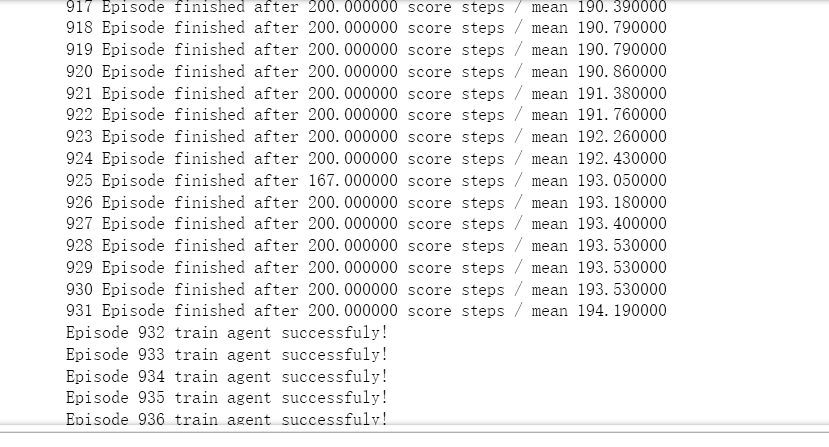 917 Episode finished after 200.000000 score steps / mean 190.390000
918 Episode finished after 200.000000 score steps / mean 190.790000
919 Episode finished after 200.000000 score steps / mean 190.790000
920 Episode finished after 200.000000 score steps / mean 190.860000
921 Episode finished after 200.000000 score steps / mean 191.380000
922 Episode finished after 200.000000 score steps / mean 191.760000
923 Episode finished after 200.000000 score steps / mean 192.260000
924 Episode finished after 200.000000 score steps / mean 192.430000
925 Episode finished after 167.000000 score steps / mean 193.050000
926 Episode finished after 200.000000 score steps / mean 193.180000
927 Episode finished after 200.000000 score steps / mean 193.400000
928 Episode finished after 200.000000 score steps / mean 193.530000
929 Episode finished after 200.000000 score steps / mean 193.530000
930 Episode finished after 200.000000 score steps / mean 193.530000
931 Episode finished after 200.000000 score steps / mean 194.190000
Episode 932 train agent successfuly!
Episode 933 train agent successfuly!
Episode 934 train agent successfuly!
Episode 935 train agent successfuly!
Episode 936 train agent successfuly!